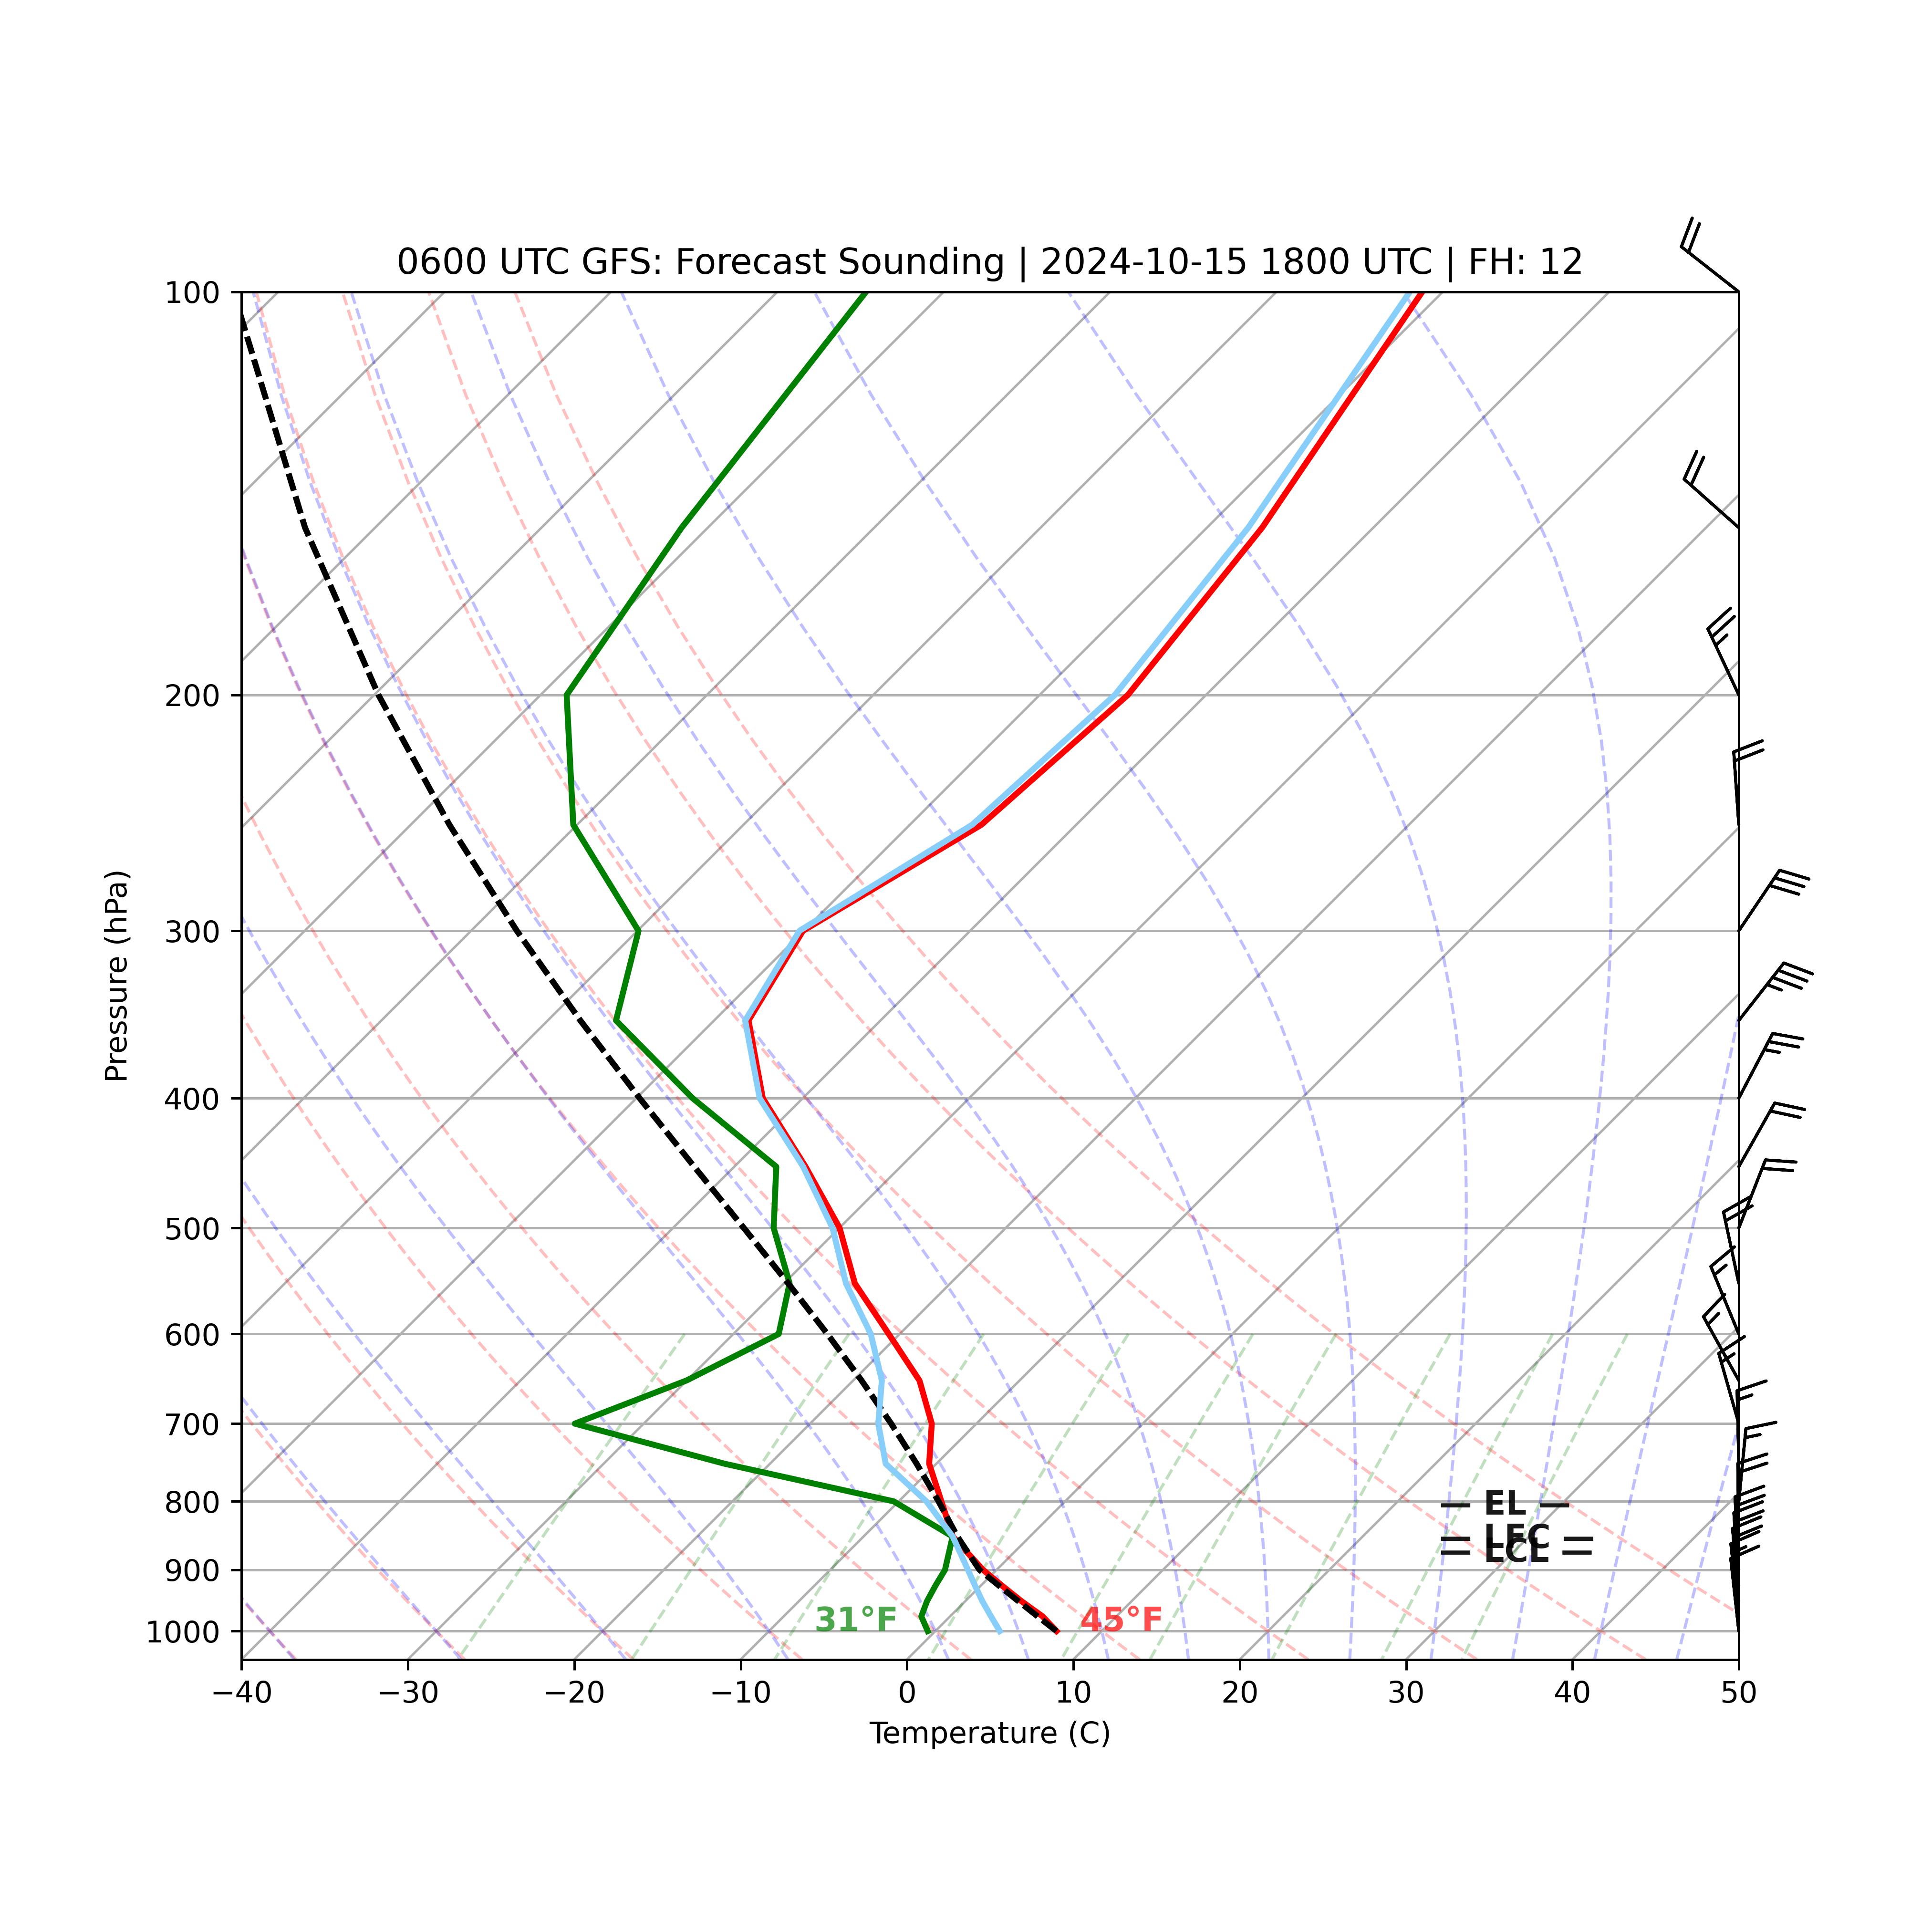 0600 UTC GFS: Forecast Sounding | 2024-10-15 1800 UTC | FH: 12
100
200
300
400
500
600
700
800
900
1000
Pressure (hPa)
— EL —
— LFC —
— LCL —
31°F
45°F
−40 −30 −20 −10 0 10 20 30 40 50
Temperature (C)